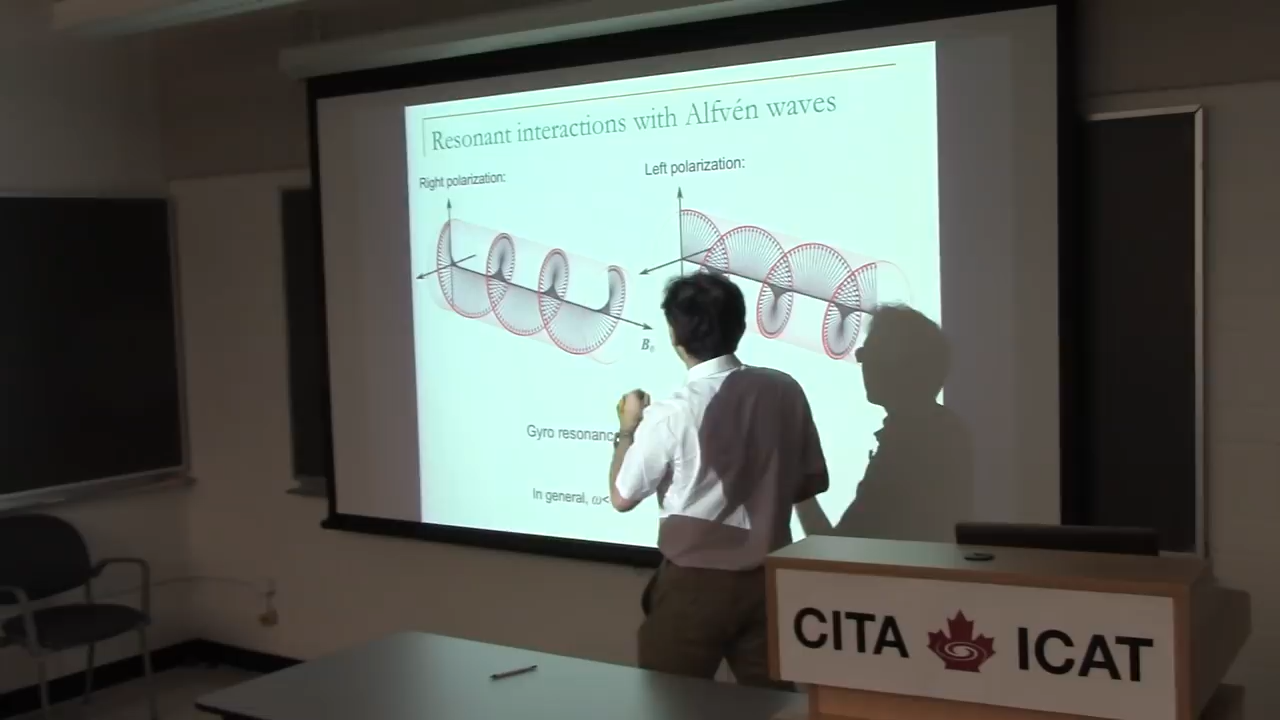 Resonant interactions with Alfvén waves
Right polarization:
Left polarization:
B₀
Gyro resonanc
In general, ω<
CITA ICAT